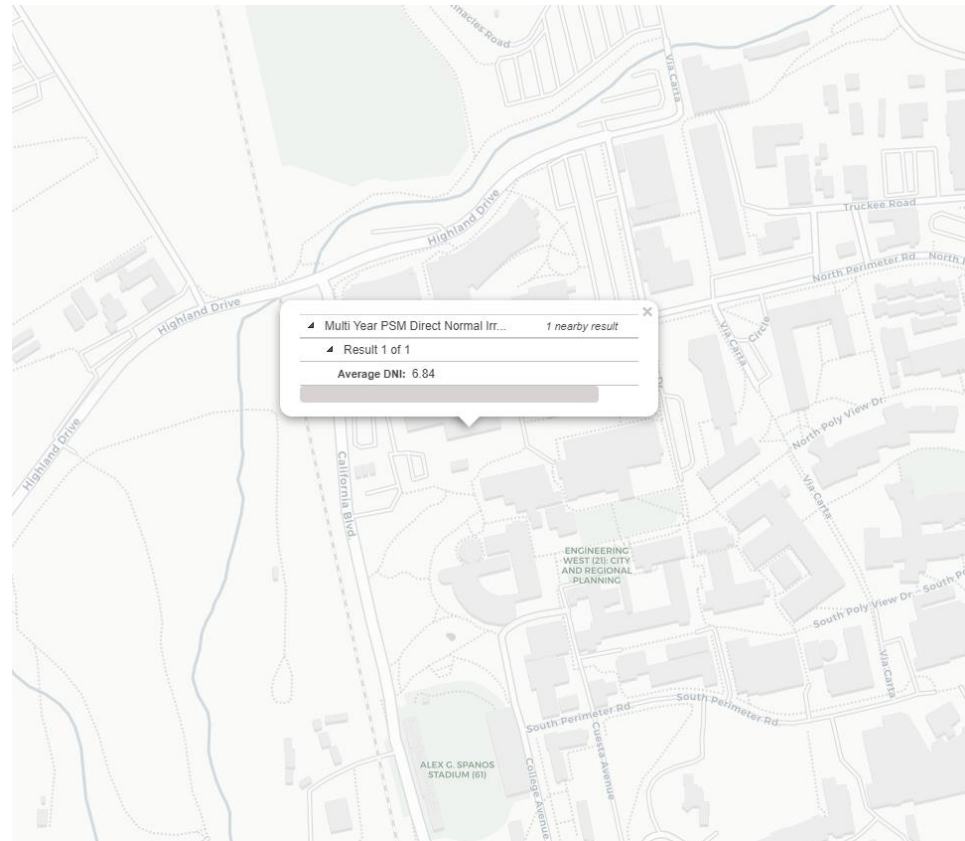 nacles Road
Via Carta
Truckee Road
Highland Drive
North Perimeter Rd
North
Highland Drive
Multi Year PSM Direct Normal Irr...
1 nearby result
Result 1 of 1
Average DNI: 6.84
Via Carta
Circle
Highland Drive
California Blvd
North Poly View Dr
Via Carta
ENGINEERING
WEST (21): CITY
AND REGIONAL
PLANNING
South Poly View Dr
South P
Via Carta
South Perimeter Rd
South Perimeter Rd
Cuesta Avenue
College Avenue
ALEX G. SPANOS
STADIUM (61)